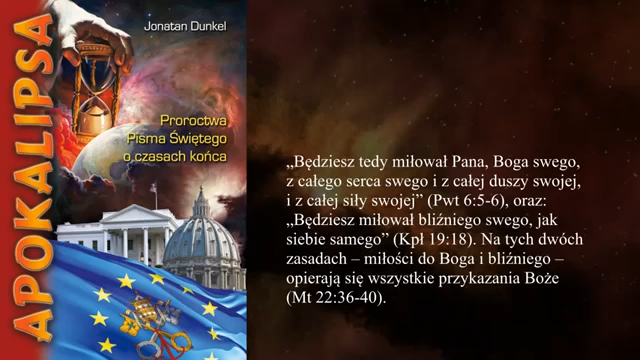 Jonatan Dunkel
APOKALIPSA
Proroctwa
Pisma Świętego
o czasach końca
„Będziesz tedy miłował Pana, Boga swego,
z całego serca swego i z całej duszy swojej,
i z całej siły swojej” (Pwt 6:5-6), oraz:
„Będziesz miłował bliźniego swego, jak
siebie samego” (Kpł 19:18). Na tych dwóch
zasadach – miłości do Boga i bliźniego –
opierają się wszystkie przykazania Boże
(Mt 22:36-40).